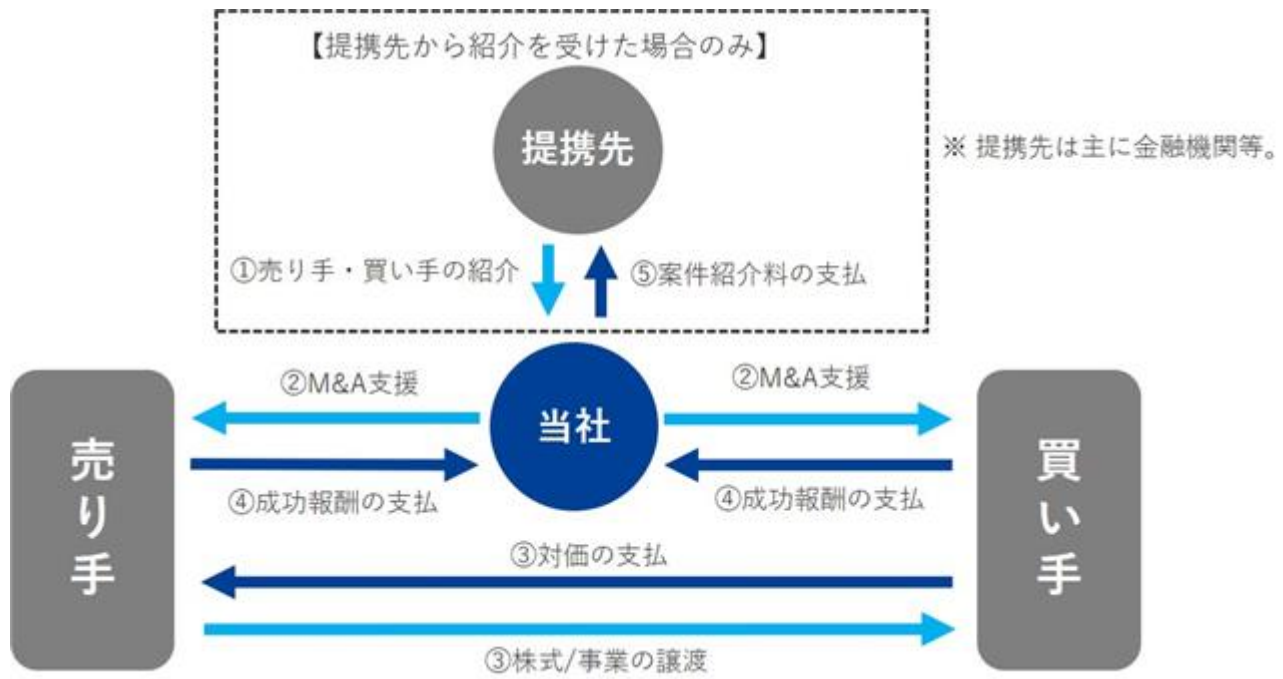 【提携先から紹介を受けた場合のみ】
提携先
※ 提携先は主に金融機関等。
①売り手・買い手の紹介
⑤案件紹介料の支払
②M&A支援
②M&A支援
当社
売り手
買い手
④成功報酬の支払
④成功報酬の支払
③対価の支払
③株式/事業の譲渡